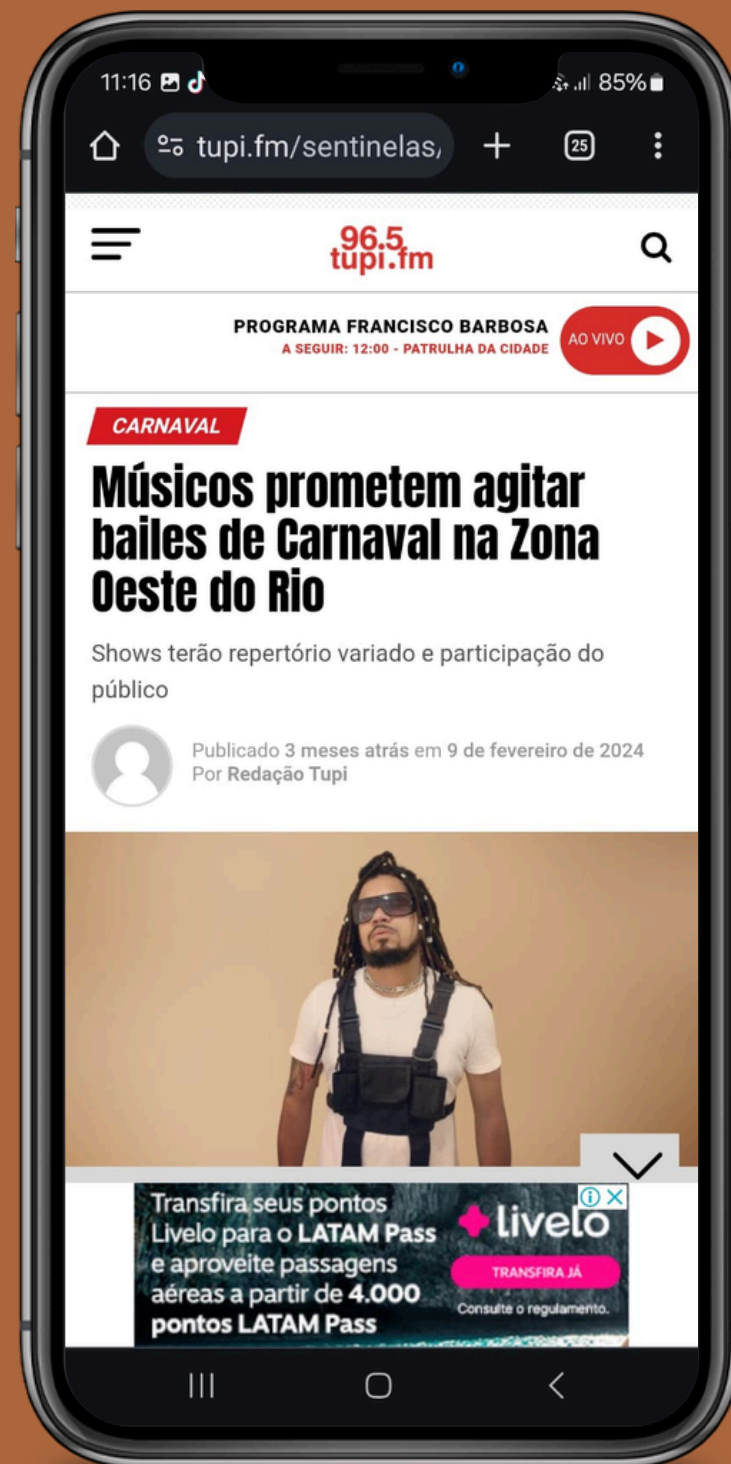 11:16
85%
tupi.fm/sentinelas/
25
96.5
tupi.fm
PROGRAMA FRANCISCO BARBOSA
A SEGUIR: 12:00 - PATRULHA DA CIDADE
AO VIVO
CARNAVAL
Músicos prometem agitar
bailes de Carnaval na Zona
Oeste do Rio
Shows terão repertório variado e participação do
público
Publicado 3 meses atrás em 9 de fevereiro de 2024
Por Redação Tupi
Transfira seus pontos
Livelo para o LATAM Pass
e aproveite passagens
aéreas a partir de 4.000
pontos LATAM Pass
livelo
TRANSFIRA JÁ
Consulte o regulamento.